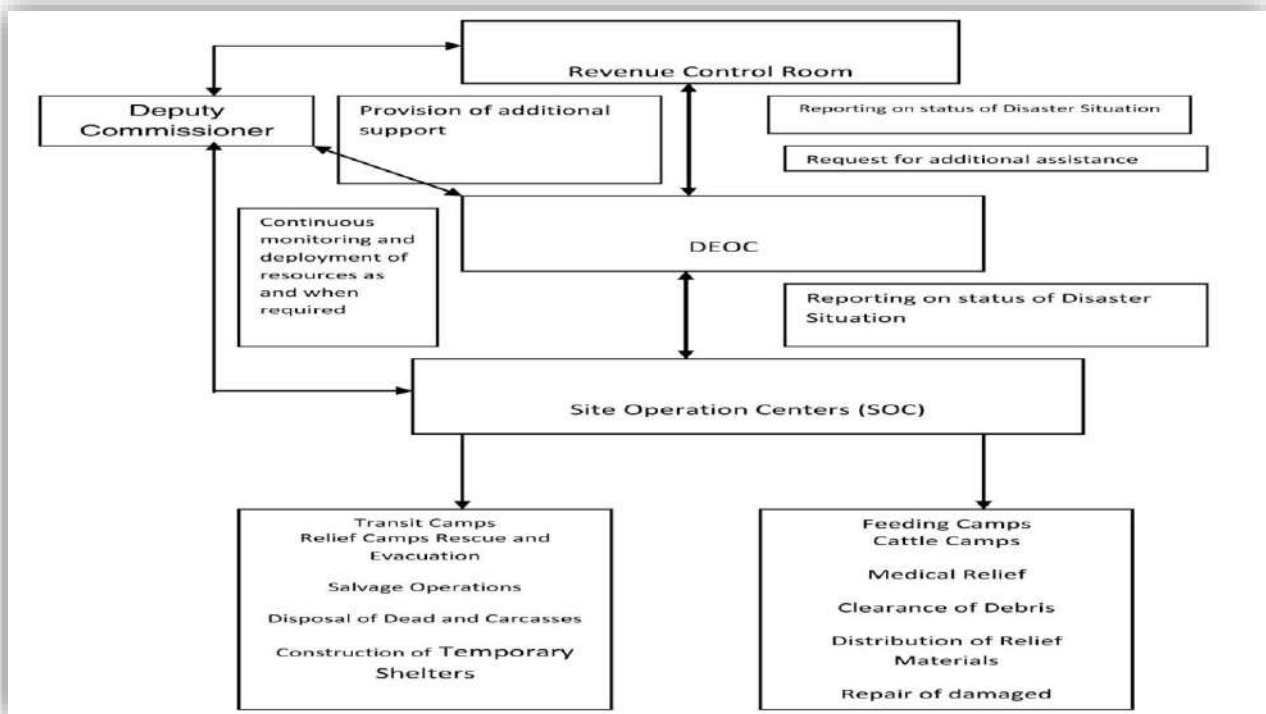 Revenue Control Room
Deputy
Commissioner
Provision of additional
support
Reporting on status of Disaster Situation
Request for additional assistance
Continuous
monitoring and
deployment of
resources as
and when
required
DEOC
Reporting on status of Disaster
Situation
Site Operation Centers (SOC)
Transit Camps
Relief Camps Rescue and
Evacuation
Salvage Operations
Disposal of Dead and Carcasses
Construction of Temporary
Shelters
Feeding Camps
Cattle Camps
Medical Relief
Clearance of Debris
Distribution of Relief
Materials
Repair of damaged